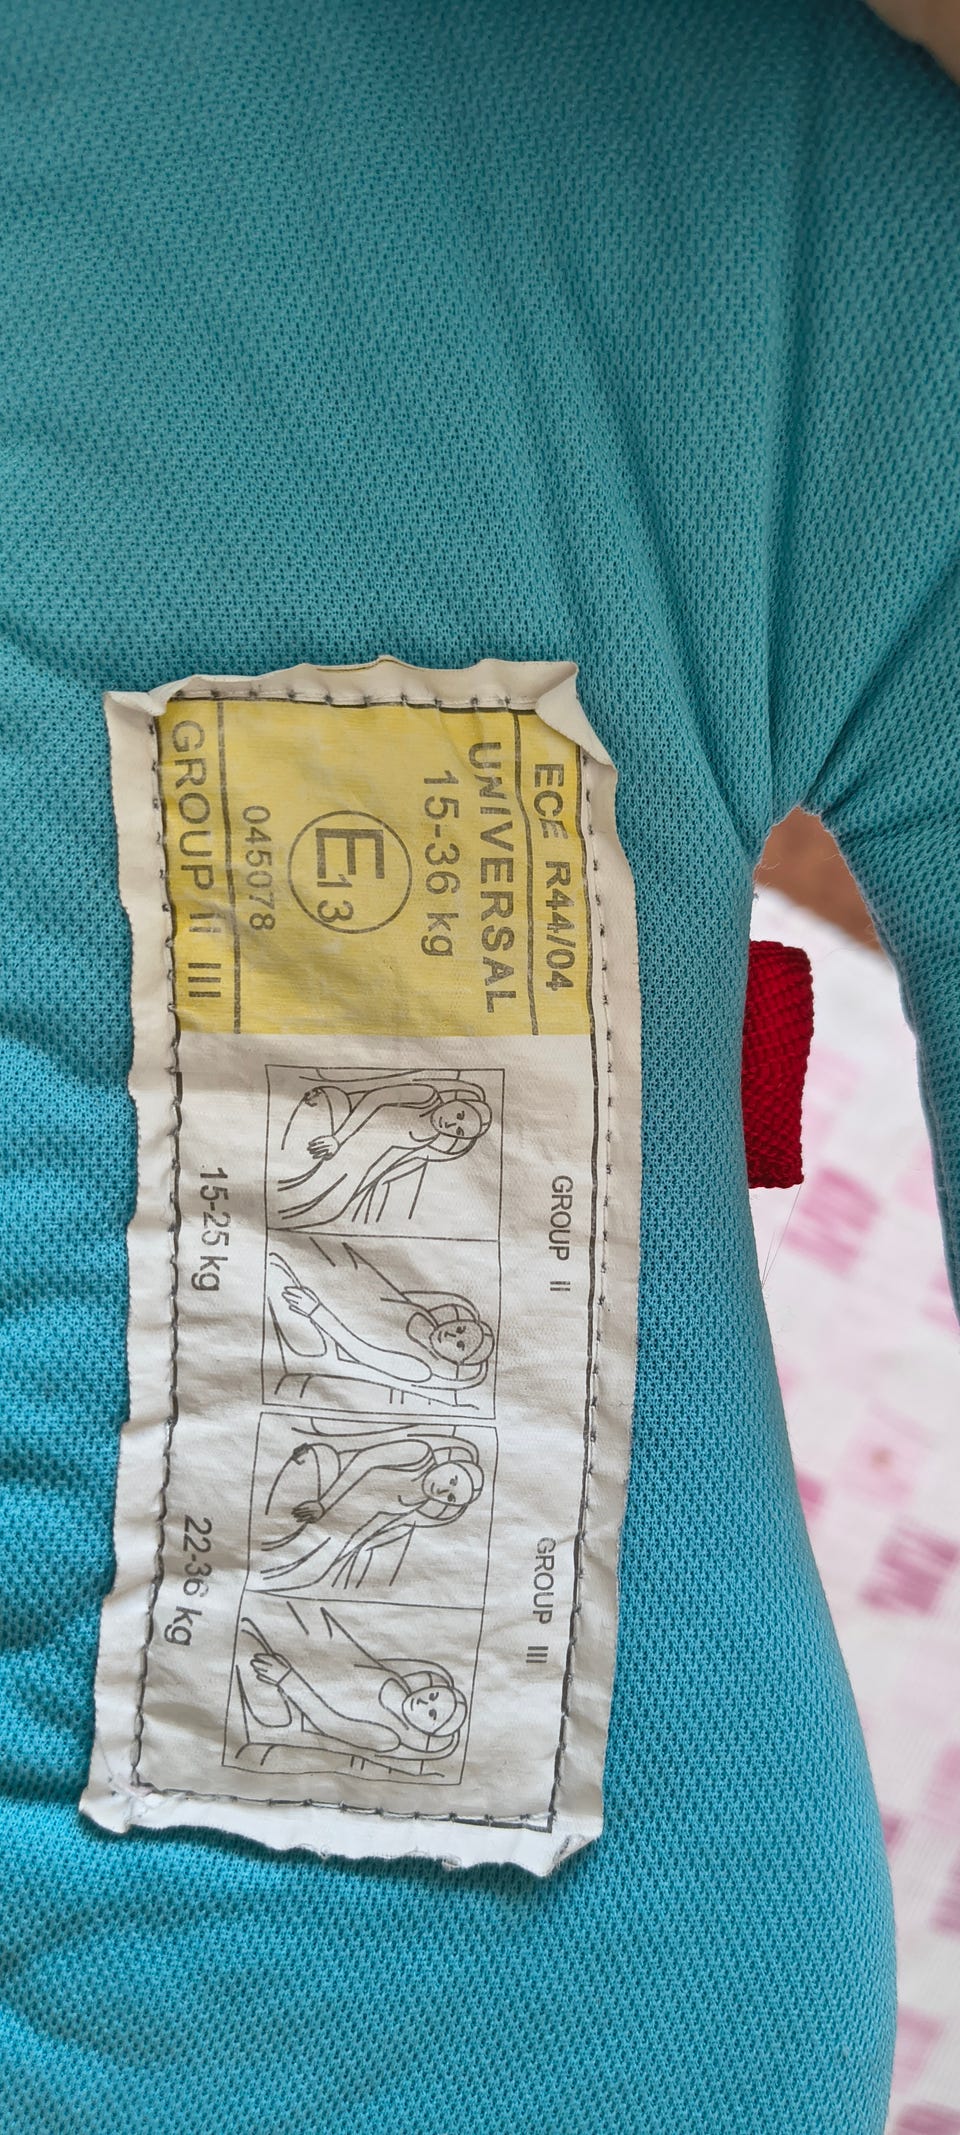 ECE R44/04
UNIVERSAL
15-36 kg
E13
045078
GROUP II III
GROUP II
15-25 kg
GROUP III
22-36 kg